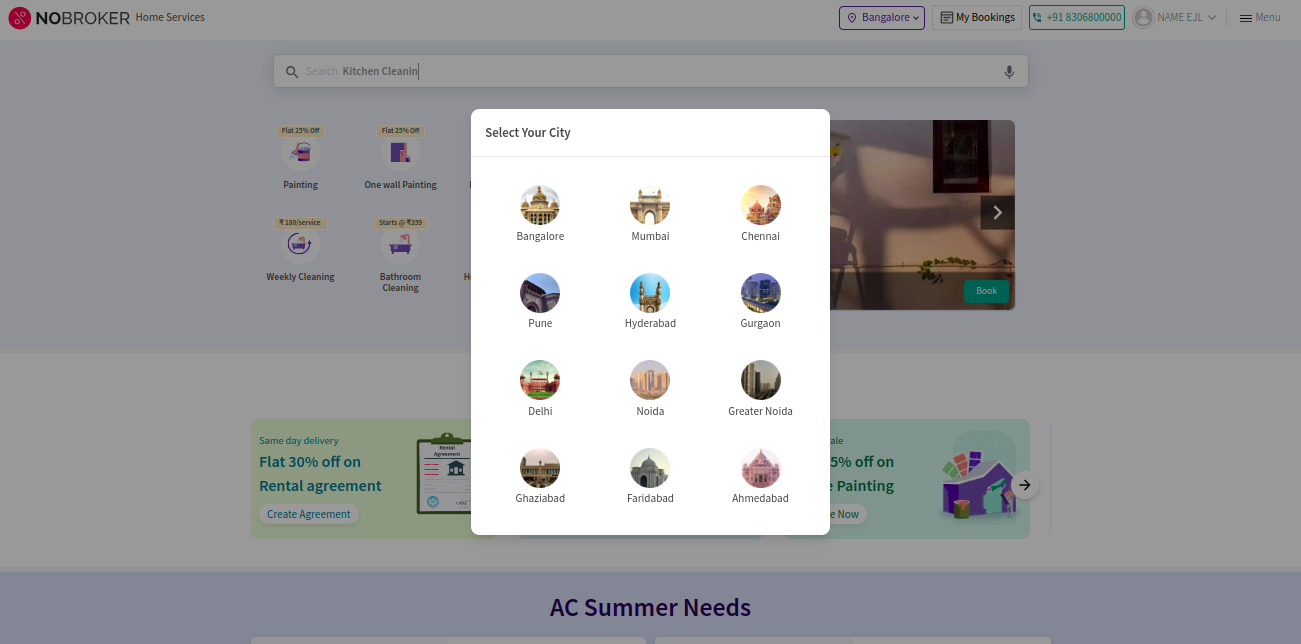 NOBROKER Home Services
Bangalore
My Bookings
+91 8306800000
NAME EJL
Menu
Search Kitchen Cleanin
Select Your City
Flat 25% Off
Painting
Flat 25% Off
One wall Painting
₹ 180/service
Weekly Cleaning
Starts @ ₹359
Bathroom
Cleaning
Bangalore
Mumbai
Chennai
Pune
Hyderabad
Gurgaon
Delhi
Noida
Greater Noida
Ghaziabad
Faridabad
Ahmedabad
Book
Same day delivery
Flat 30% off on
Rental agreement
Create Agreement
Rental
Agreement
ale
5% off on
Painting
Now
AC Summer Needs